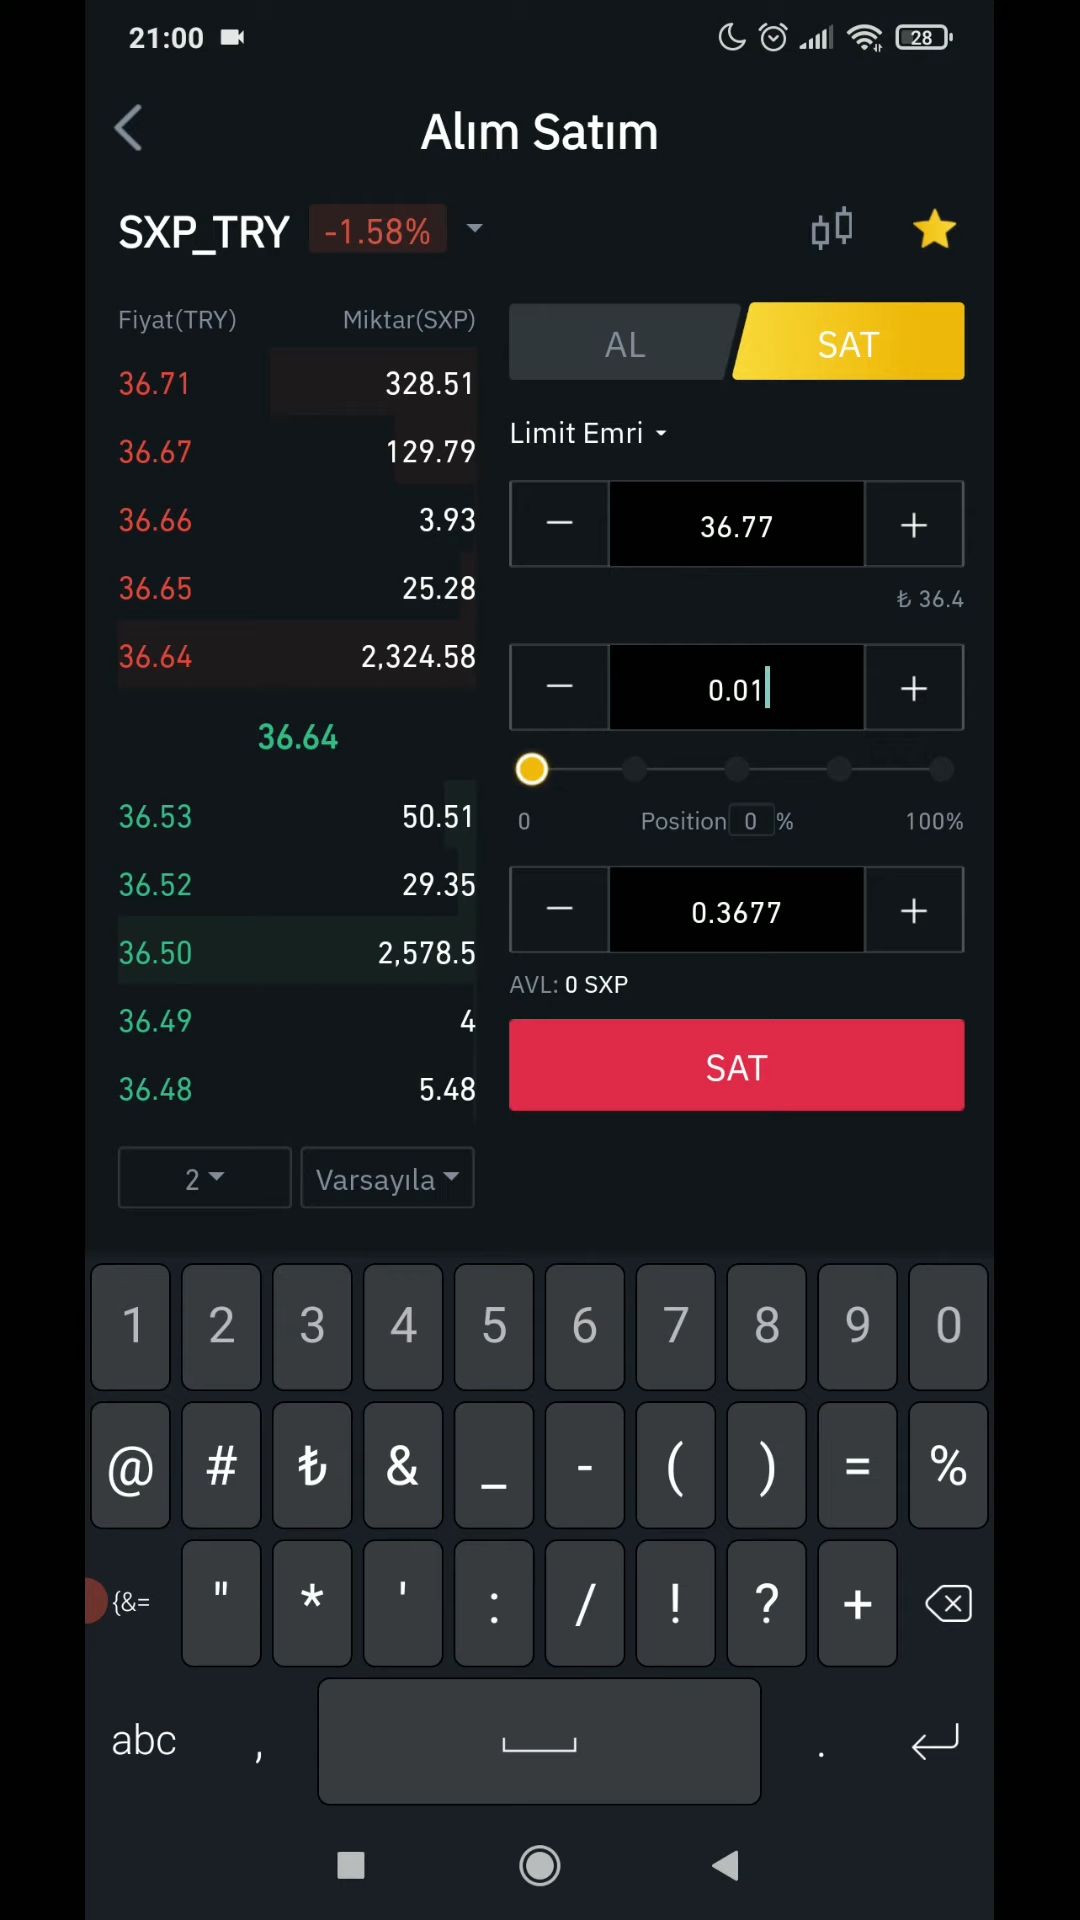 21:00
28
Alım Satım
SXP_TRY -1.58%
Fiyat(TRY) Miktar(SXP)
36.71 328.51
36.67 129.79
36.66 3.93
36.65 25.28
36.64 2,324.58
36.64
36.53 50.51
36.52 29.35
36.50 2,578.5
36.49 4
36.48 5.48
2 Varsayıla
AL SAT
Limit Emri
− 36.77 +
₺ 36.4
− 0.01 +
0 Position 0 % 100%
− 0.3677 +
AVL: 0 SXP
SAT
1 2 3 4 5 6 7 8 9 0
@ # ₺ & _ - ( ) = %
{&= " * ' : / ! ? +
abc , .